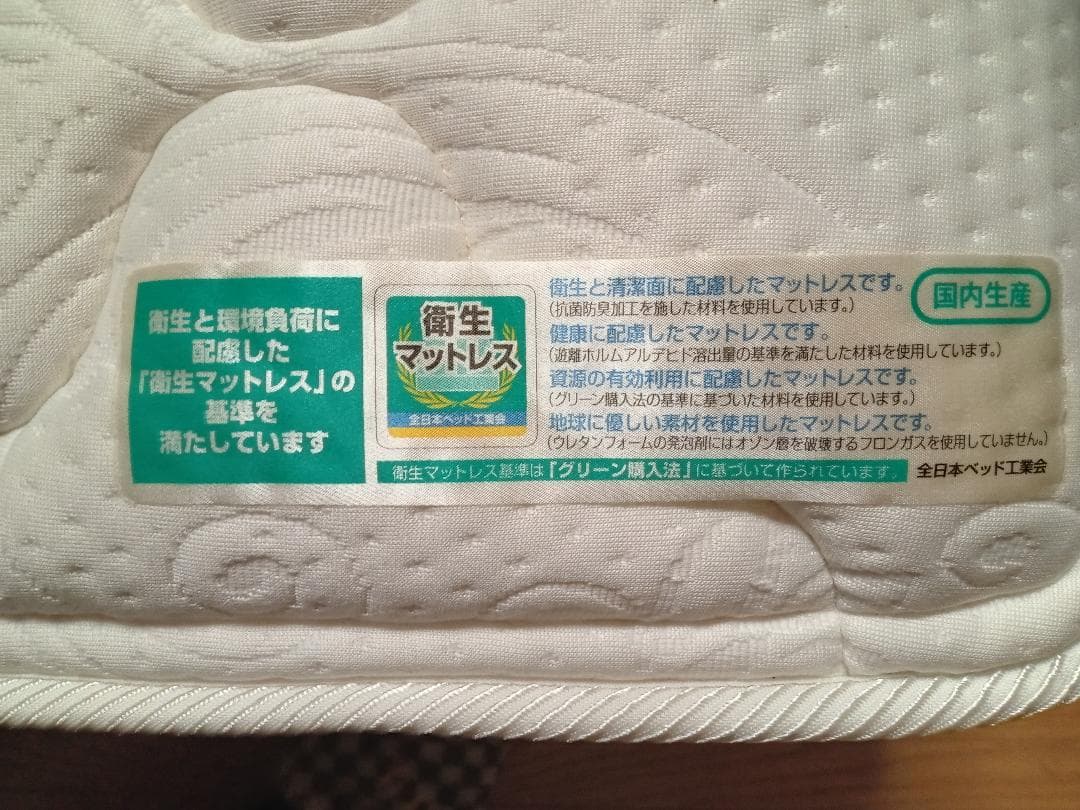 衛生と環境負荷に
配慮した
「衛生マットレス」の
基準を
満たしています
衛生
マットレス
全日本ベッド工業会
衛生と清潔面に配慮したマットレスです。
(抗菌防臭加工を施した材料を使用しています。)
健康に配慮したマットレスです。
(遊離ホルムアルデヒド溶出量の基準を満たした材料を使用しています。)
資源の有効利用に配慮したマットレスです。
(グリーン購入法の基準に基づいた材料を使用しています。)
地球に優しい素材を使用したマットレスです。
(ウレタンフォームの発泡剤にはオゾン層を破壊するフロンガスを使用していません。)
国内生産
衛生マットレス基準は「グリーン購入法」に基づいて作られています。
全日本ベッド工業会